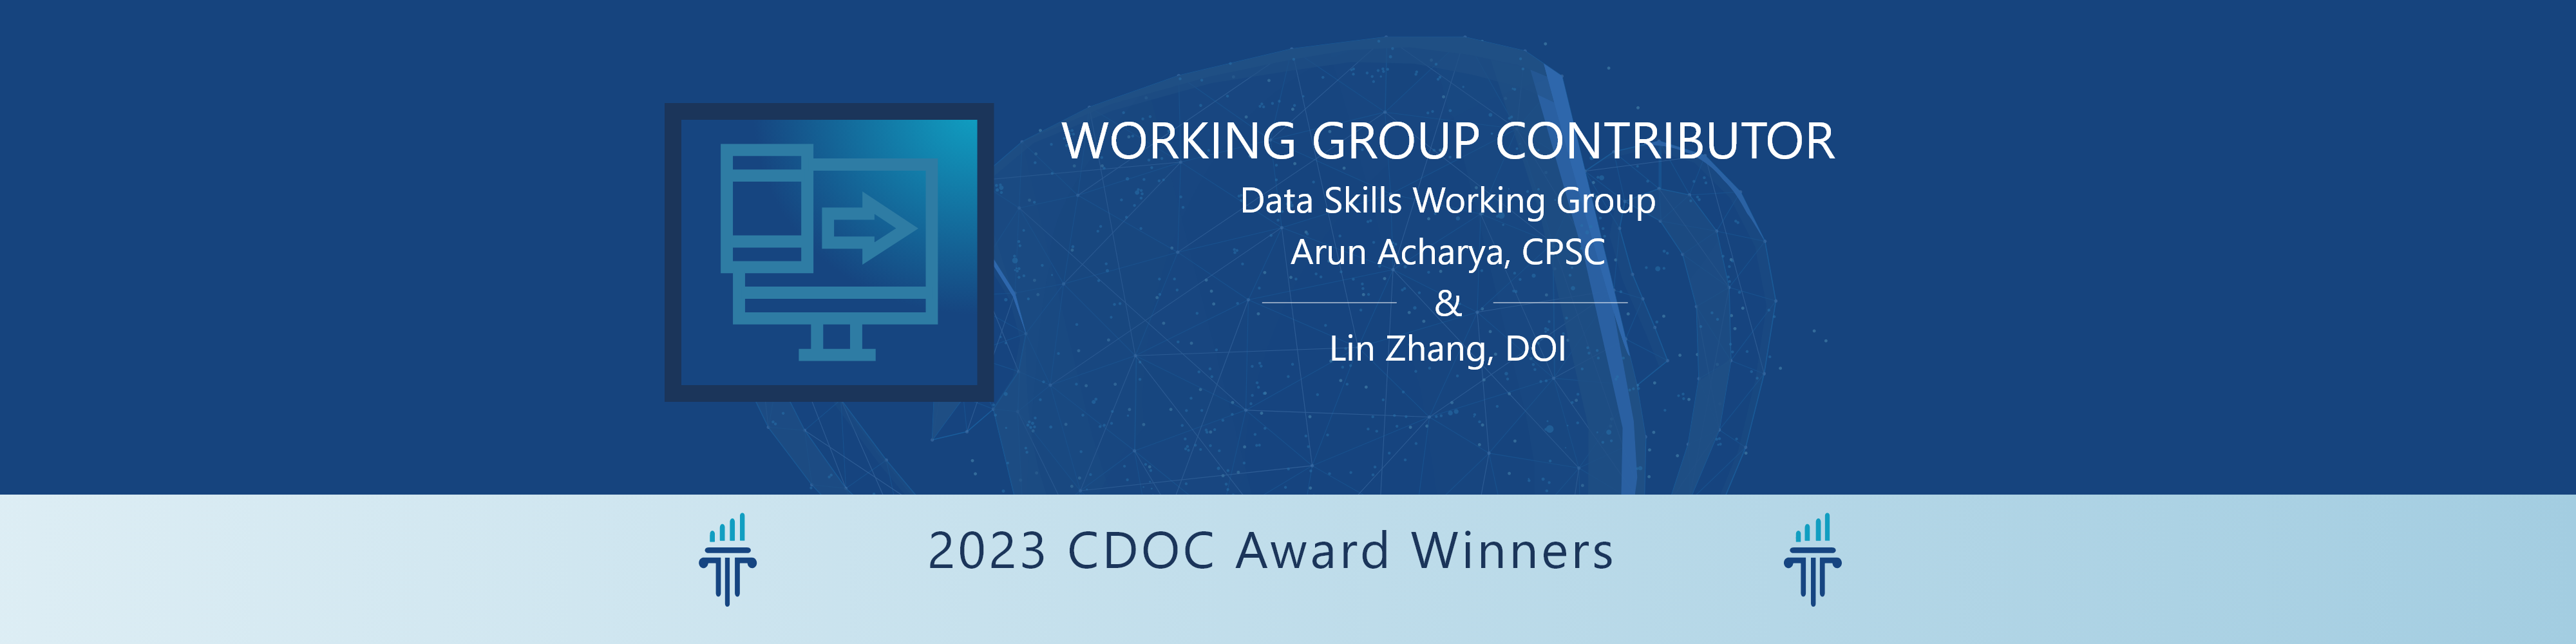 WORKING GROUP CONTRIBUTOR
Data Skills Working Group
Arun Acharya, CPSC
&
Lin Zhang, DOI
2023 CDOC Award Winners